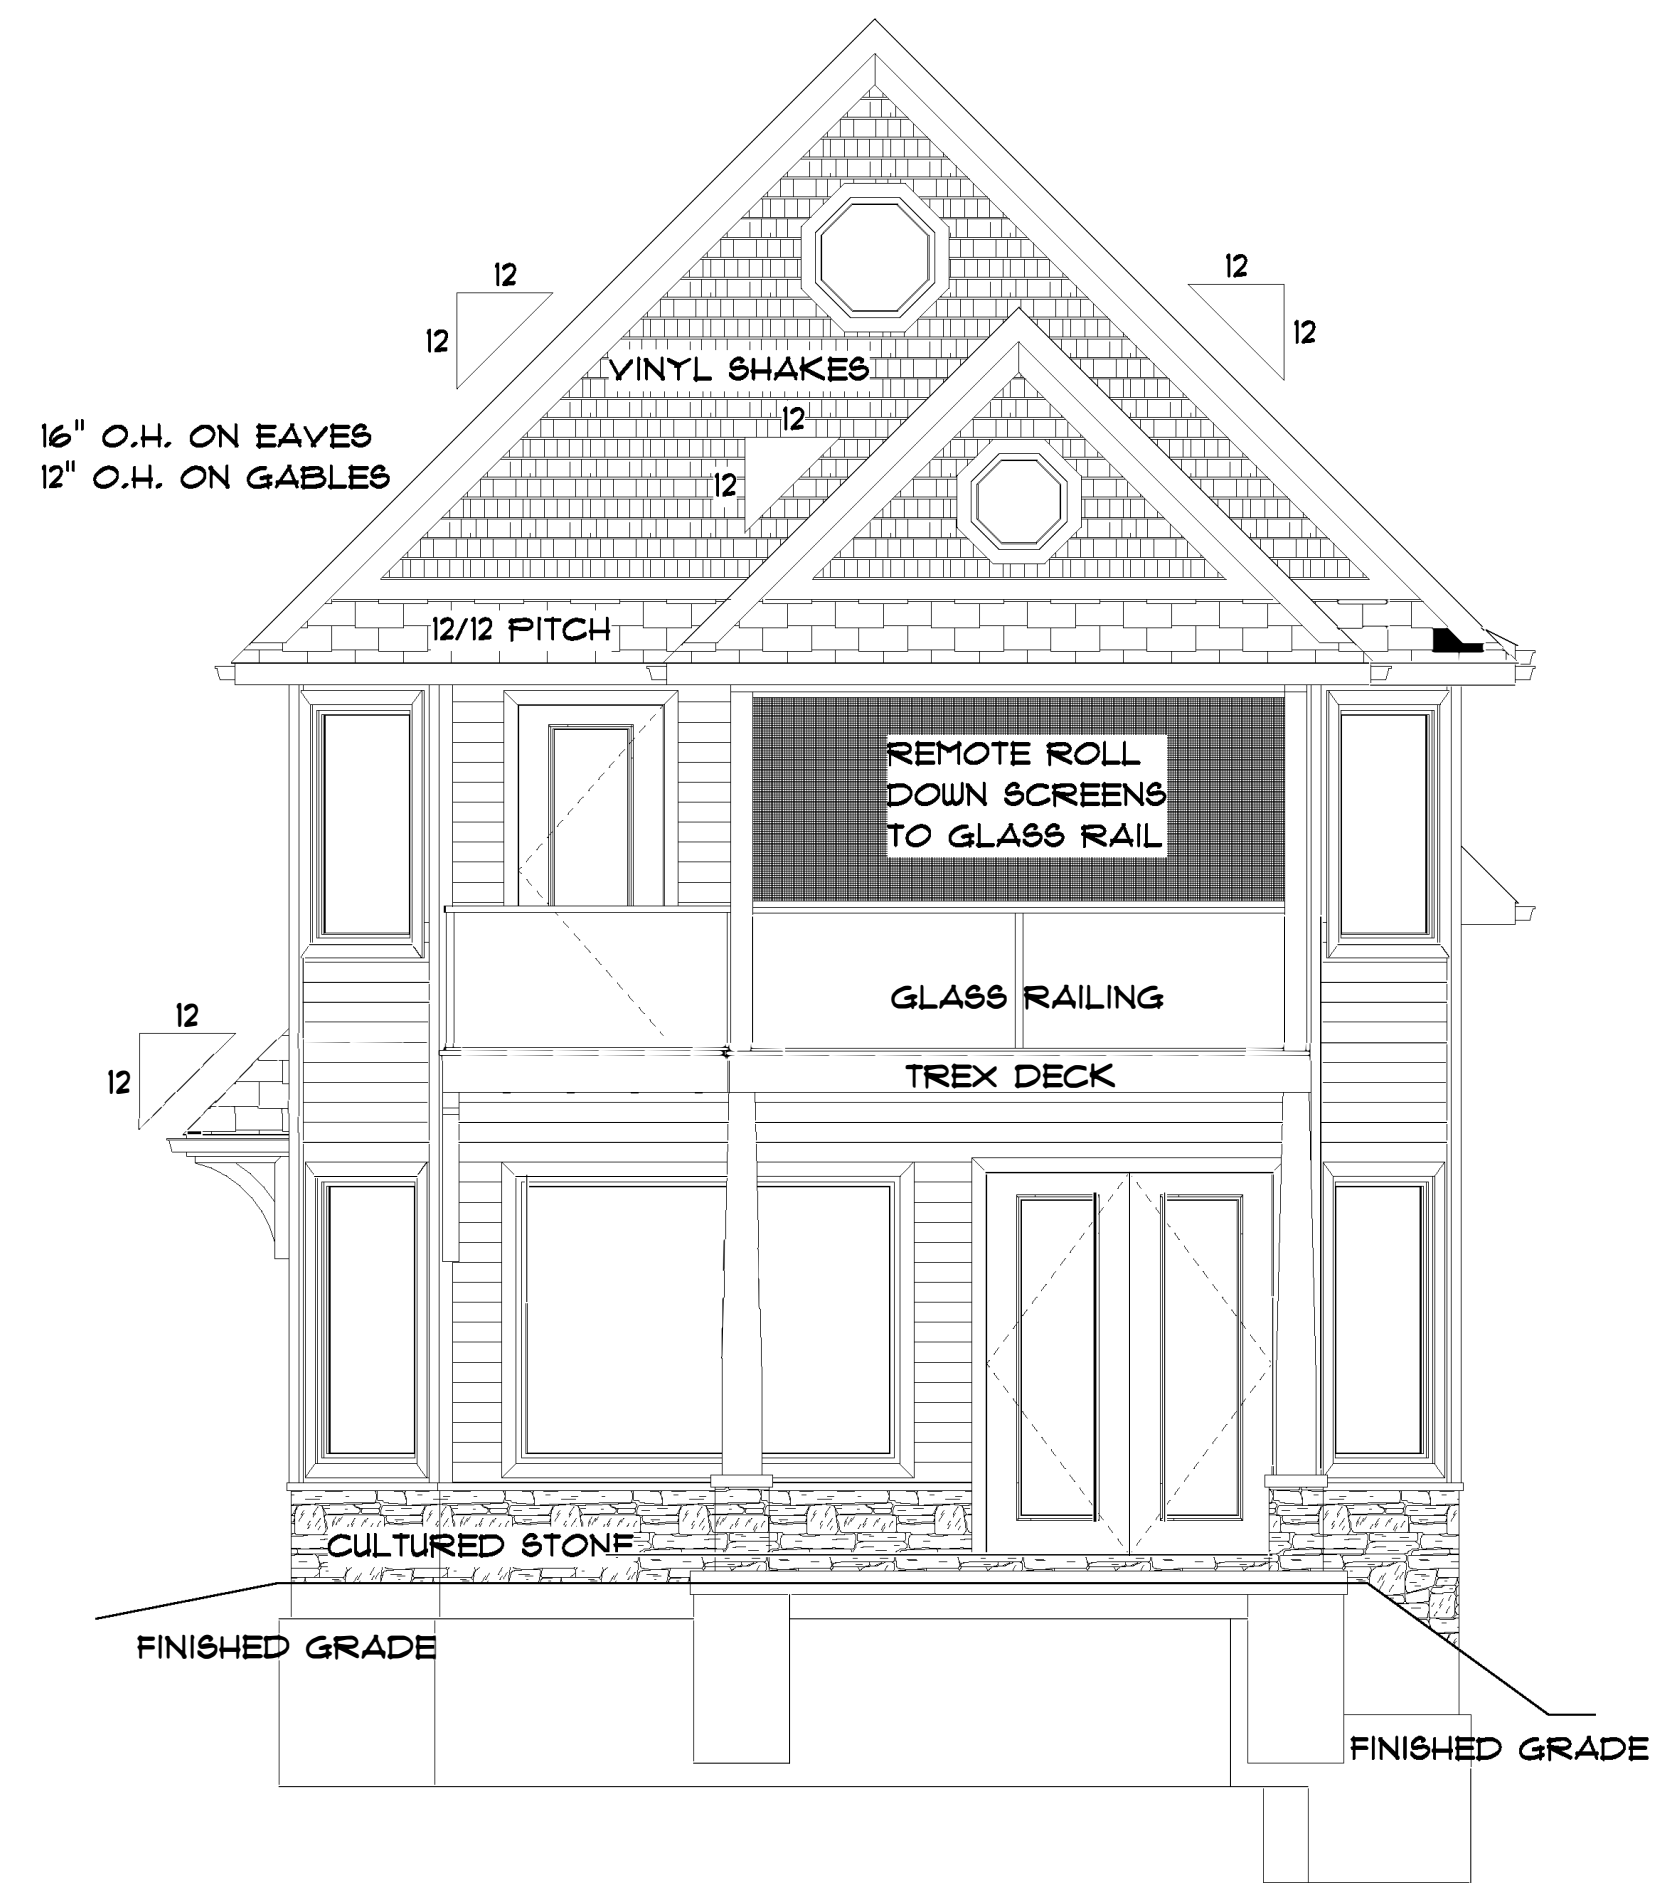 12
12
12
12
VINYL SHAKES
12
12
16" O.H. ON EAVES
12" O.H. ON GABLES
12/12 PITCH
REMOTE ROLL
DOWN SCREENS
TO GLASS RAIL
GLASS RAILING
12
12
TREX DECK
CULTURED STONE
FINISHED GRADE
FINISHED GRADE